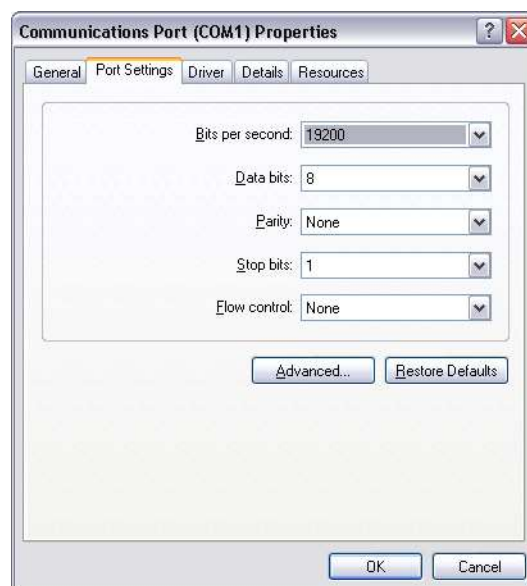 Communications Port (COM1) Properties
General Port Settings Driver Details Resources
Bits per second: 19200
Data bits: 8
Parity: None
Stop bits: 1
Flow control: None
Advanced... Restore Defaults
OK Cancel